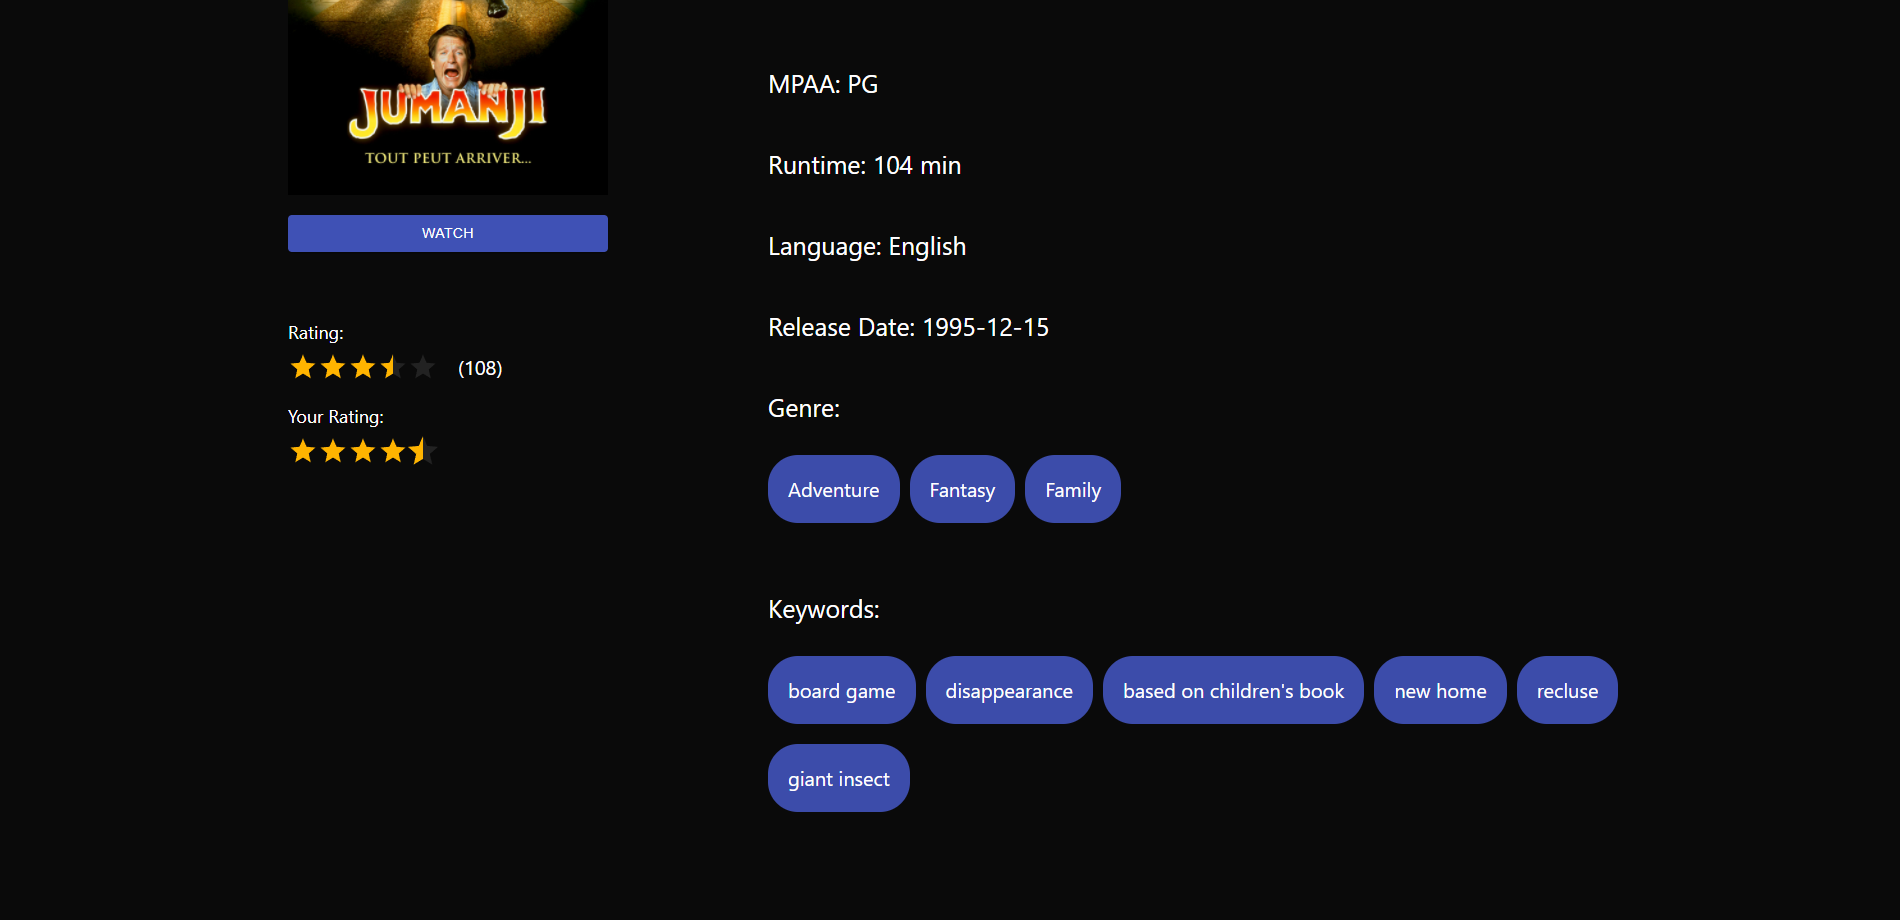 JUMANJI
TOUT PEUT ARRIVER...
WATCH
Rating:
(108)
Your Rating:
MPAA: PG
Runtime: 104 min
Language: English
Release Date: 1995-12-15
Genre:
Adventure Fantasy Family
Keywords:
board game disappearance based on children's book new home recluse
giant insect